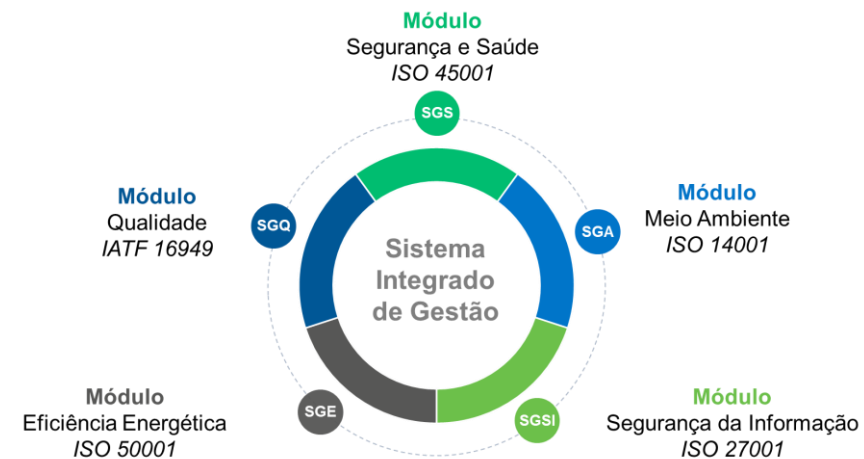 Módulo
Segurança e Saúde
ISO 45001
SGS
Módulo
Qualidade
IATF 16949
SGQ
Sistema
Integrado
de Gestão
SGA
Módulo
Meio Ambiente
ISO 14001
Módulo
Eficiência Energética
ISO 50001
SGE
SGSI
Módulo
Segurança da Informação
ISO 27001